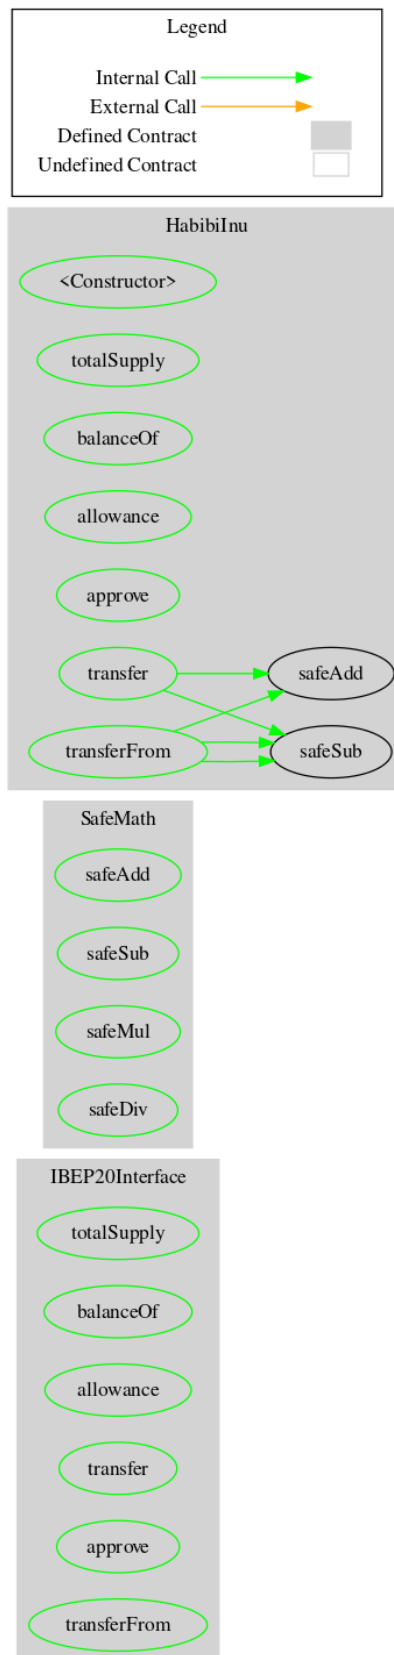 Legend
Internal Call
External Call
Defined Contract
Undefined Contract
HabibiInu
<Constructor>
totalSupply
balanceOf
allowance
approve
transfer
safeAdd
transferFrom
safeSub
SafeMath
safeAdd
safeSub
safeMul
safeDiv
IBEP20Interface
totalSupply
balanceOf
allowance
transfer
approve
transferFrom